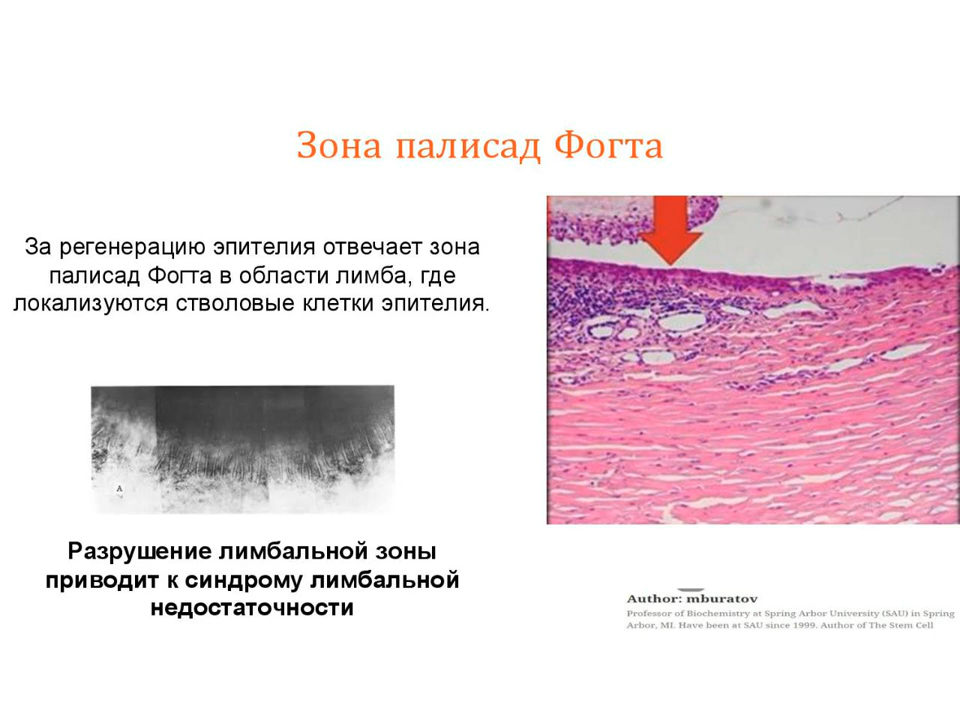 Зона палисад Фогта
За регенерацию эпителия отвечает зона
палисад Фогта в области лимба, где
локализуются стволовые клетки эпителия.
A
Разрушение лимбальной зоны
приводит к синдрому лимбальной
недостаточности
Author: mburatov
Professor of Biochemistry at Spring Arbor University (SAU) in Spring
Arbor, MI. Have been at SAU since 1999. Author of The Stem Cell